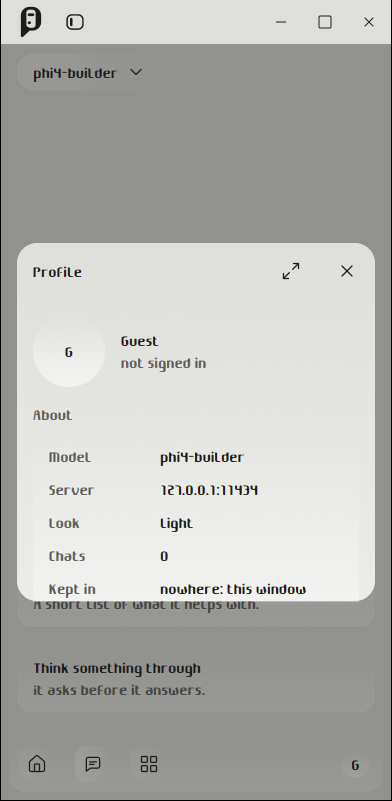 phi4-builder
Profile
G
Guest
not signed in
About
Model phi4-builder
Server 127.0.0.1:11434
Look Light
Chats 0
Kept in nowhere: this window
A short list of what it helps with.
Think something through
it asks before it answers.
G